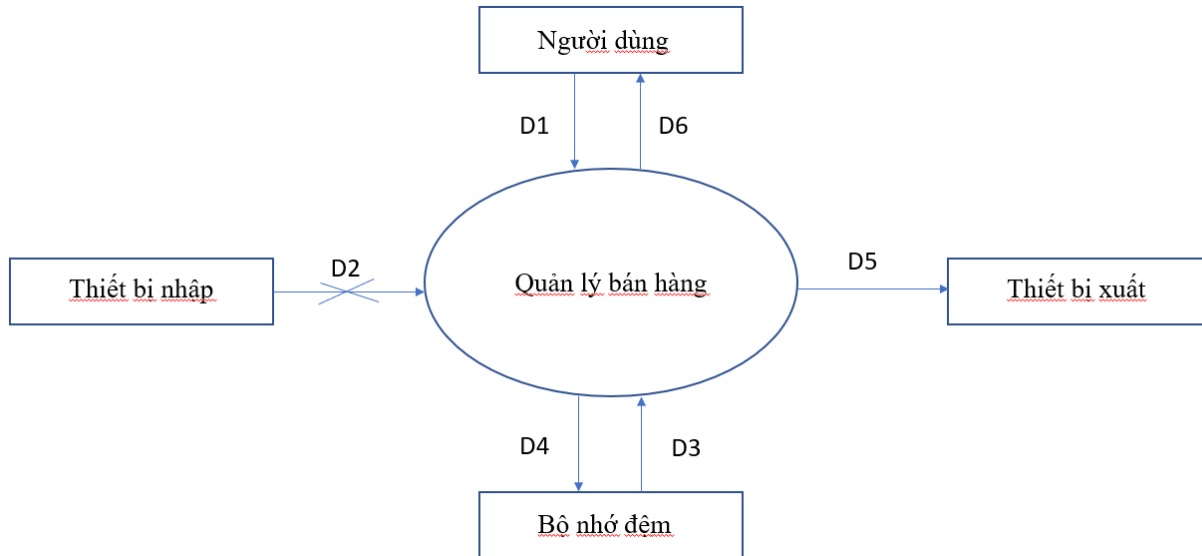 Người dùng
D1
D6
D2
D5
Thiết bị nhập
Quản lý bán hàng
Thiết bị xuất
D4
D3
Bộ nhớ đệm